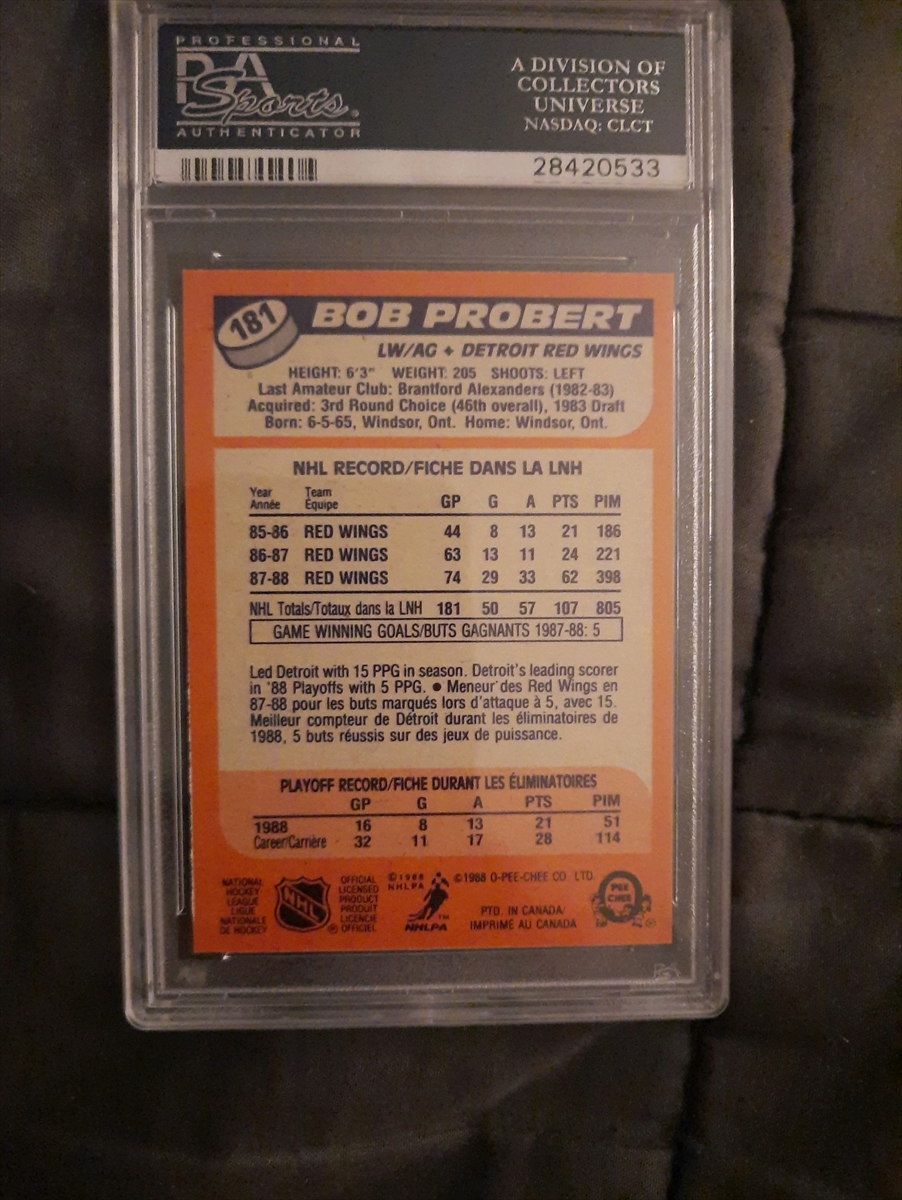 PROFESSIONAL
PSA
Sports®
AUTHENTICATOR
A DIVISION OF
COLLECTORS
UNIVERSE
NASDAQ: CLCT
28420533
181
BOB PROBERT
LW/AG + DETROIT RED WINGS
HEIGHT: 6'3" WEIGHT: 205 SHOOTS: LEFT
Last Amateur Club: Brantford Alexanders (1982-83)
Acquired: 3rd Round Choice (46th overall), 1983 Draft
Born: 6-5-65, Windsor, Ont. Home: Windsor, Ont.
NHL RECORD/FICHE DANS LA LNH
Year Team
Année Équipe GP G A PTS PIM
85-86 RED WINGS 44 8 13 21 186
86-87 RED WINGS 63 13 11 24 221
87-88 RED WINGS 74 29 33 62 398
NHL Totals/Totaux dans la LNH 181 50 57 107 805
GAME WINNING GOALS/BUTS GAGNANTS 1987-88: 5
Led Detroit with 15 PPG in season. Detroit's leading scorer
in '88 Playoffs with 5 PPG. ● Meneur des Red Wings en
87-88 pour les buts marqués lors d'attaque à 5, avec 15.
Meilleur compteur de Détroit durant les éliminatoires de
1988, 5 buts réussis sur des jeux de puissance.
PLAYOFF RECORD/FICHE DURANT LES ÉLIMINATOIRES
GP G A PTS PIM
1988 16 8 13 21 51
Career/Carrière 32 11 17 28 114
NATIONAL
HOCKEY
LEAGUE
LIGUE
NATIONALE
DE HOCKEY
NHL
OFFICIAL
LICENSED
PRODUCT
PRODUIT
LICENCIÉ
® OFFICIEL
©1988
NHLPA
™
NHLPA
©1988 O-PEE-CHEE CO. LTD.
PTD. IN CANADA/
IMPRIMÉ AU CANADA
PEE
CHEE